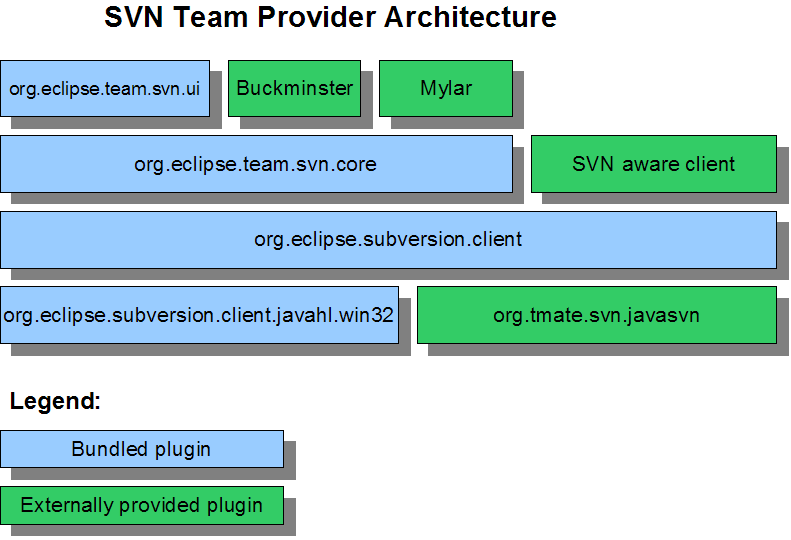 SVN Team Provider Architecture
org.eclipse.team.svn.ui
Buckminster
Mylar
org.eclipse.team.svn.core
SVN aware client
org.eclipse.subversion.client
org.eclipse.subversion.client.javahl.win32
org.tmate.svn.javasvn
Legend:
Bundled plugin
Externally provided plugin